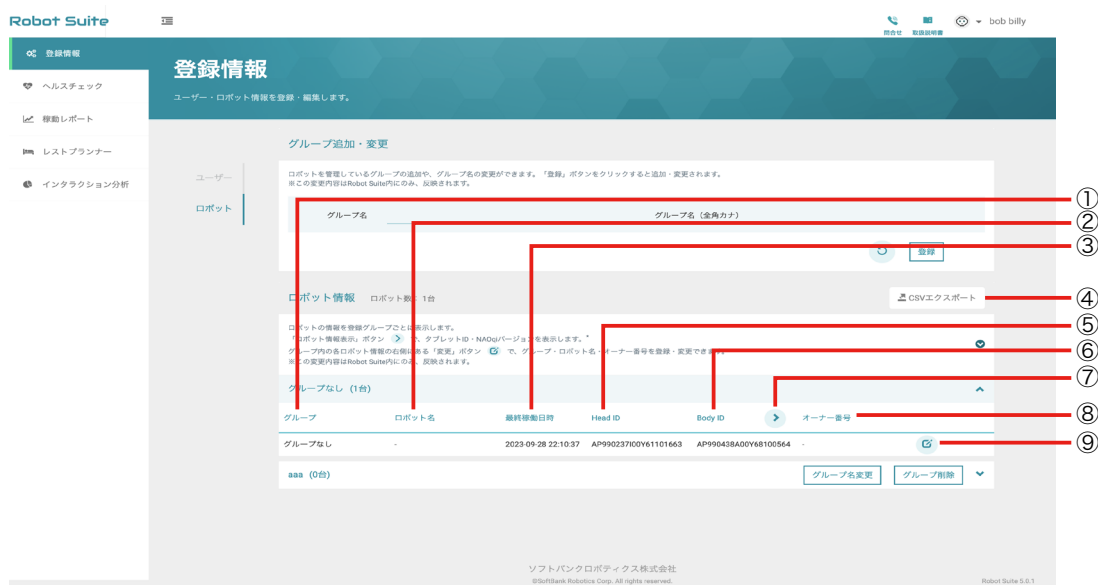 Robot Suite
問合せ
取扱説明書
bob billy
登録情報
ヘルスチェック
稼動レポート
レストプランナー
インタラクション分析
登録情報
ユーザー・ロボット情報を登録・編集します。
ユーザー
ロボット
グループ追加・変更
ロボットを管理しているグループの追加や、グループ名の変更ができます。「登録」ボタンをクリックすると追加・変更されます。
※この変更内容はRobot Suite内にのみ、反映されます。
グループ名
グループ名（全角カナ）
登録
ロボット情報 ロボット数：1台
CSVエクスポート
ロボットの情報を登録グループごとに表示します。
「ロボット情報表示」ボタン で、タブレットID・NAOqiバージョンを表示します。*
グループ内の各ロボット情報の右側にある「変更」ボタン で、グループ・ロボット名・オーナー番号を登録・変更できます。
※この変更内容はRobot Suite内にのみ、反映されます。
グループなし (1台)
グループ ロボット名 最終稼働日時 Head ID Body ID オーナー番号
グループなし - 2023-09-28 22:10:37 AP990237I00Y61101663 AP990438A00Y68100564 -
aaa (0台) グループ名変更 グループ削除
①
②
③
④
⑤
⑥
⑦
⑧
⑨
ソフトバンクロボティクス株式会社
©SoftBank Robotics Corp. All rights reserved.
Robot Suite 5.0.1